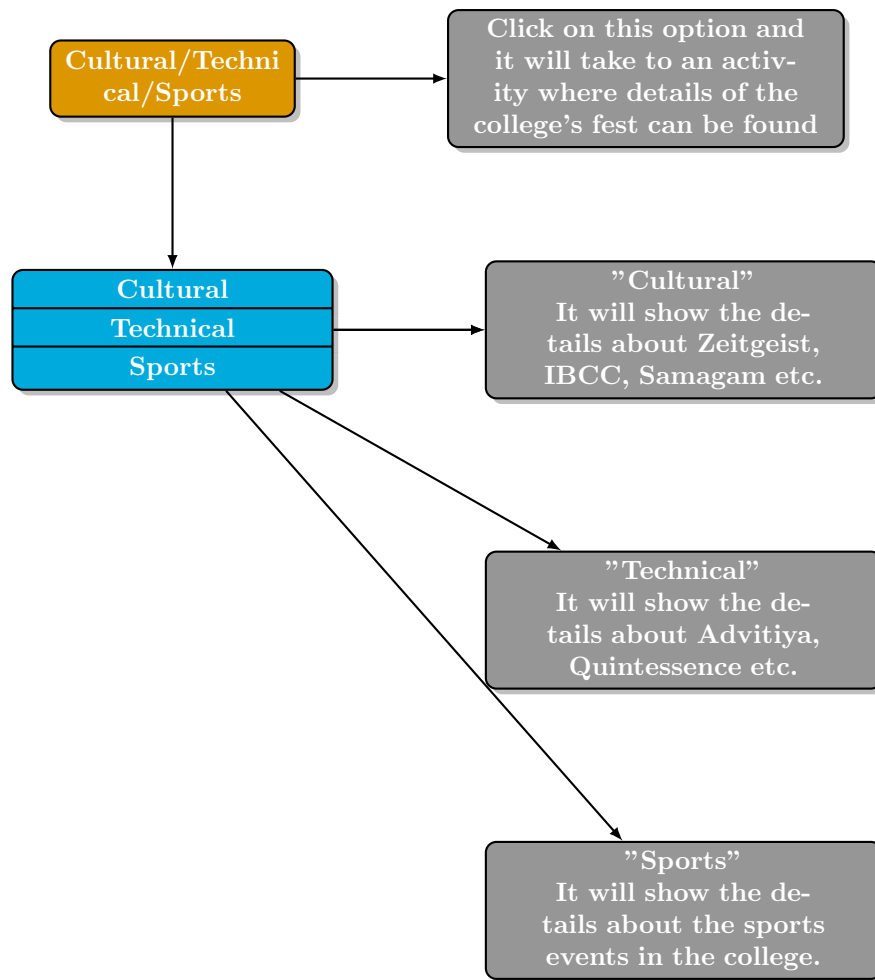 Cultural/Techni
cal/Sports
Click on this option and
it will take to an activ-
ity where details of the
college's fest can be found
Cultural
Technical
Sports
"Cultural"
It will show the de-
tails about Zeitgeist,
IBCC, Samagam etc.
"Technical"
It will show the de-
tails about Advitiya,
Quintessence etc.
"Sports"
It will show the de-
tails about the sports
events in the college.